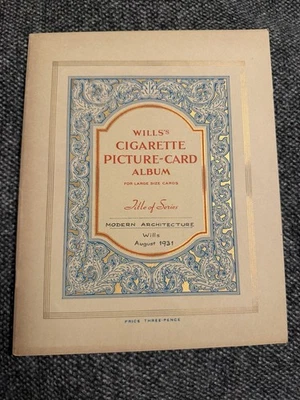 WILLS'S
CIGARETTE
PICTURE-CARD
ALBUM
FOR LARGE SIZE CARDS
Title of Series
MODERN ARCHITECTURE
Wills
August 1931
PRICE THREE-PENCE